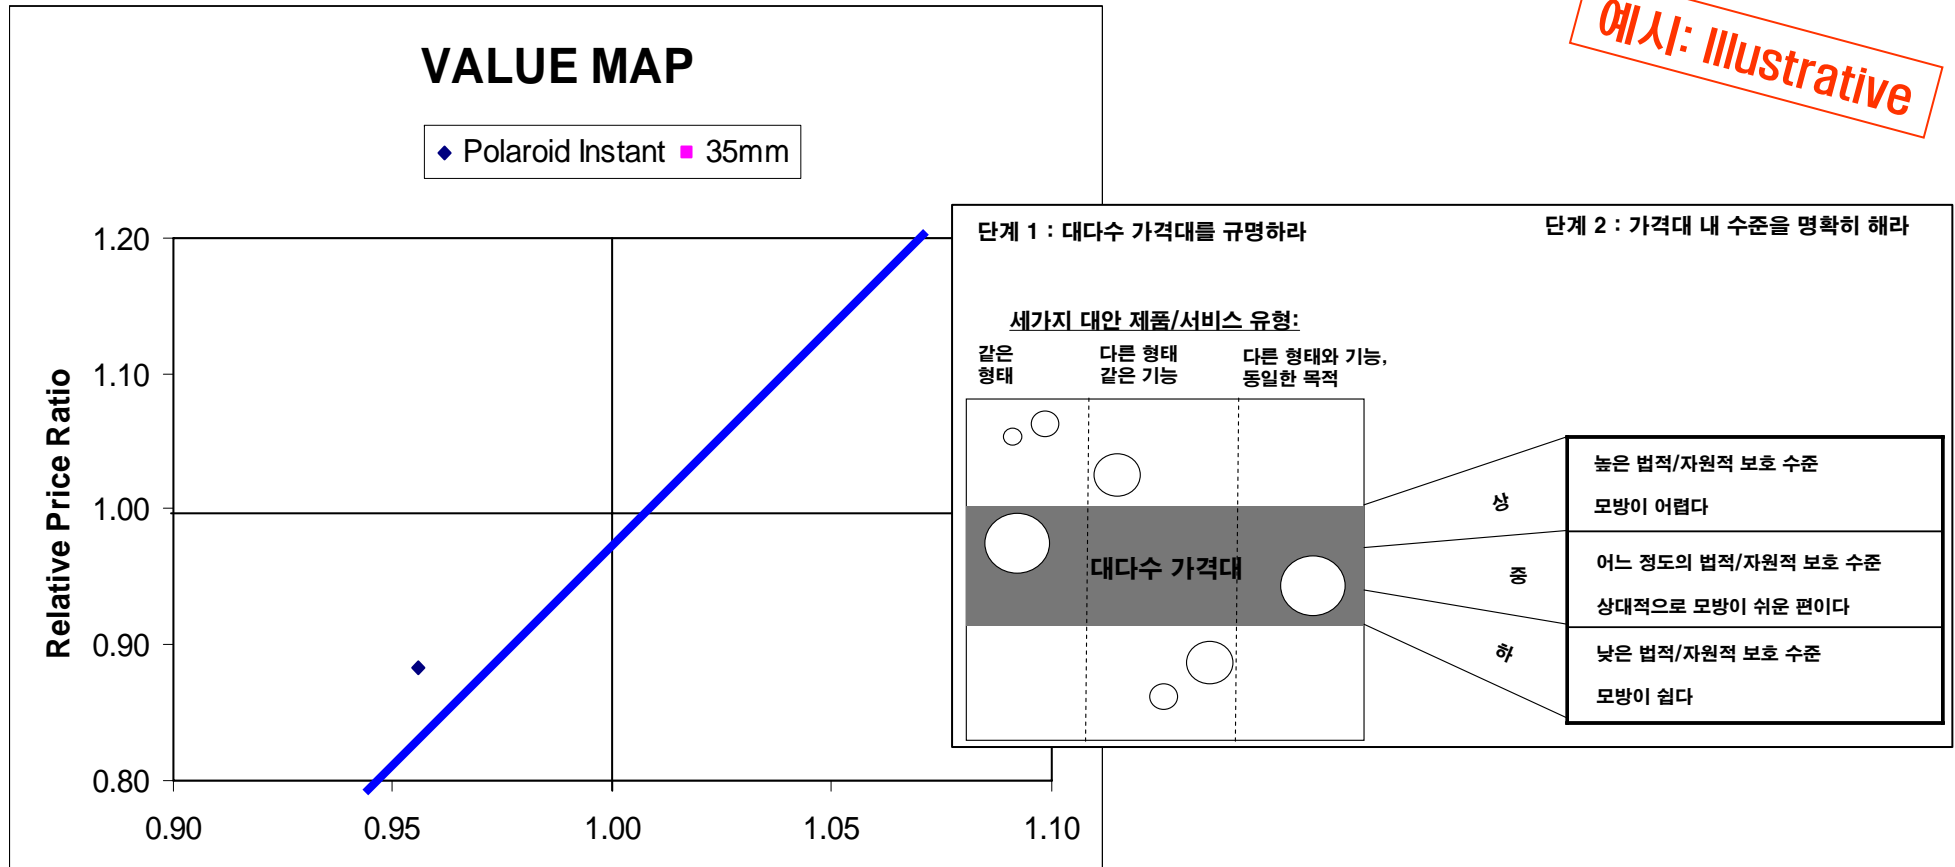 예시: Illustrative
VALUE MAP
Polaroid Instant 35mm
1.20
1.10
1.00
0.90
0.80
Relative Price Ratio
0.90 0.95 1.00 1.05 1.10
단계 1 : 대다수 가격대를 규명하라
단계 2 : 가격대 내 수준을 명확히 해라
세가지 대안 제품/서비스 유형:
같은
형태
다른 형태
같은 기능
다른 형태와 기능,
동일한 목적
대다수 가격대
상
높은 법적/자원적 보호 수준
모방이 어렵다
중
어느 정도의 법적/자원적 보호 수준
상대적으로 모방이 쉬운 편이다
하
낮은 법적/자원적 보호 수준
모방이 쉽다